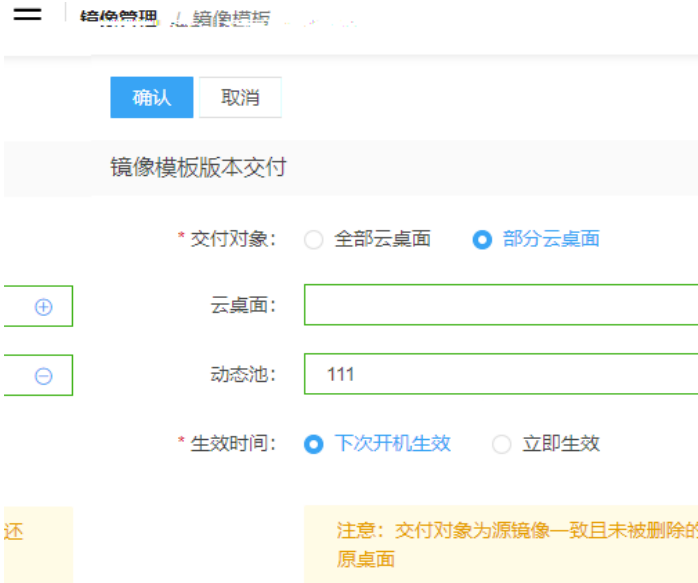 镜像管理 / 镜像模板
确认 取消
镜像模板版本交付
* 交付对象： 全部云桌面 部分云桌面
云桌面：
动态池： 111
* 生效时间： 下次开机生效 立即生效
还
注意：交付对象为源镜像一致且未被删除的
原桌面